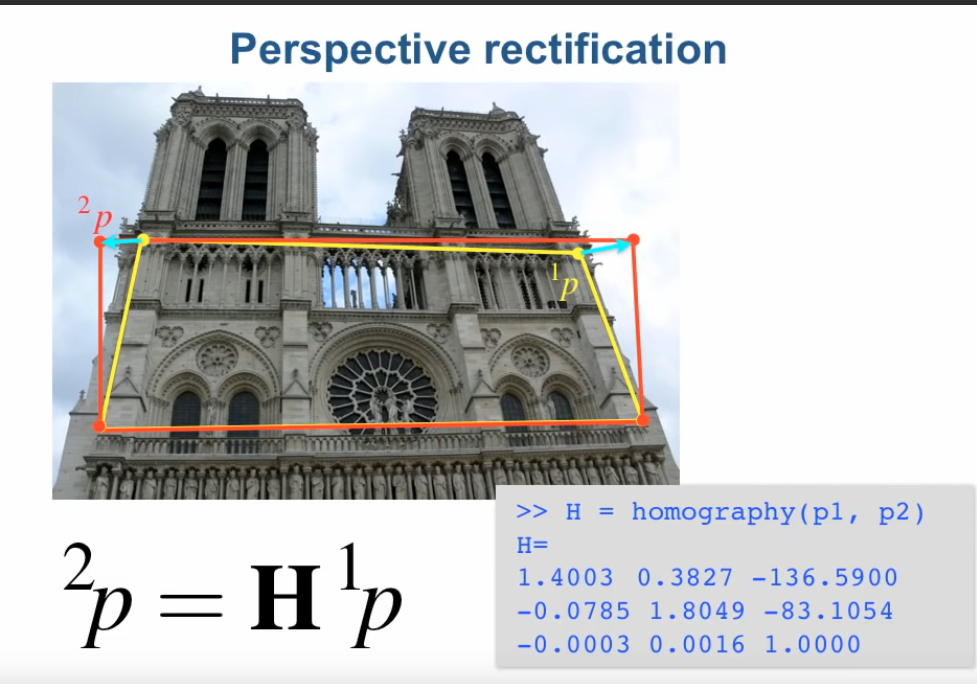 Perspective rectification
²p
¹p
²p = H ¹p
>> H = homography(p1, p2)
H=
1.4003 0.3827 -136.5900
-0.0785 1.8049 -83.1054
-0.0003 0.0016 1.0000